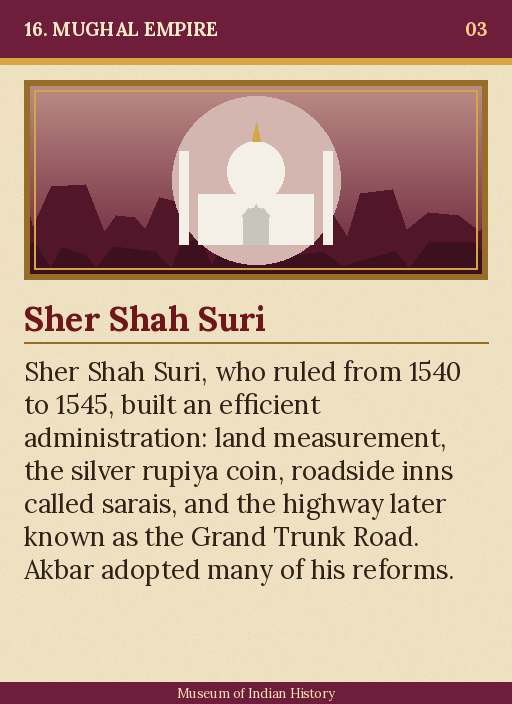 16. MUGHAL EMPIRE 03
Sher Shah Suri
Sher Shah Suri, who ruled from 1540
to 1545, built an efficient
administration: land measurement,
the silver rupiya coin, roadside inns
called sarais, and the highway later
known as the Grand Trunk Road.
Akbar adopted many of his reforms.
Museum of Indian History